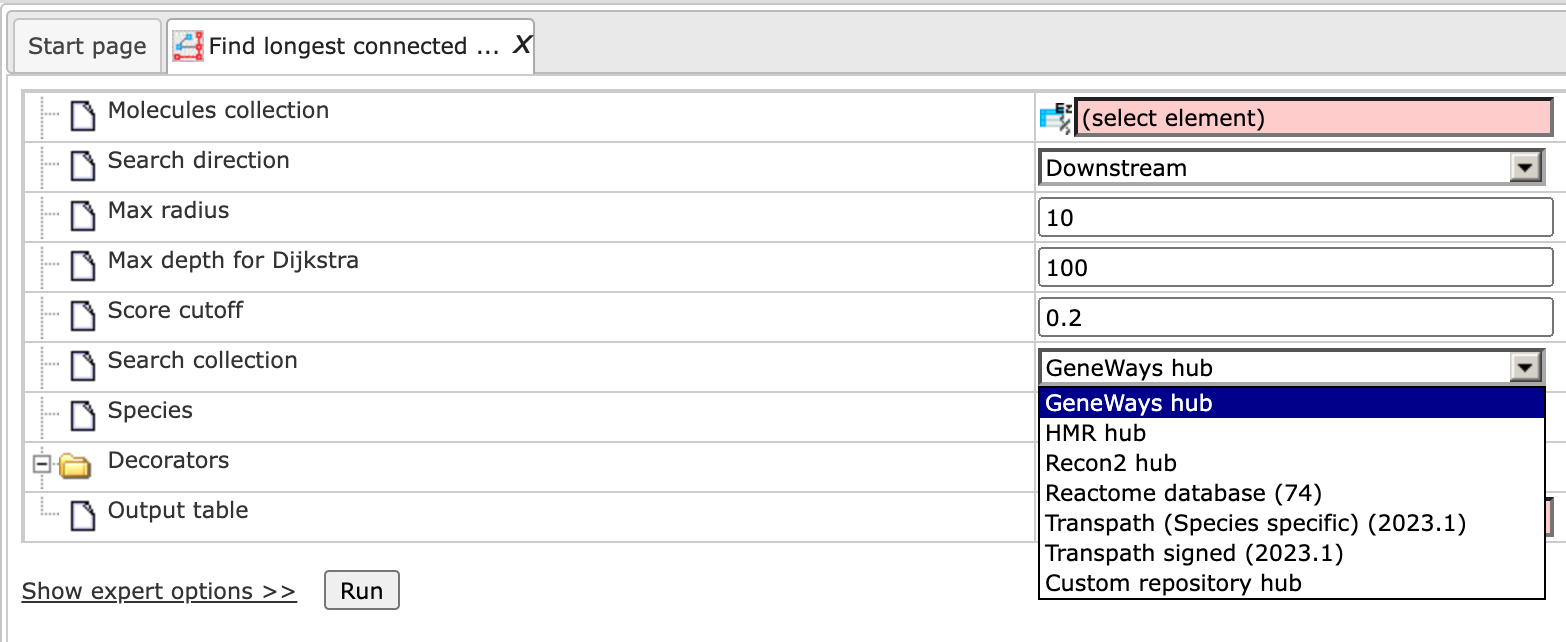 Start page
Find longest connected ... X
Molecules collection
Ez
(select element)
Search direction
Downstream
Max radius
10
Max depth for Dijkstra
100
Score cutoff
0.2
Search collection
GeneWays hub
GeneWays hub
HMR hub
Recon2 hub
Reactome database (74)
Transpath (Species specific) (2023.1)
Transpath signed (2023.1)
Custom repository hub
Species
Decorators
Output table
Show expert options >>
Run